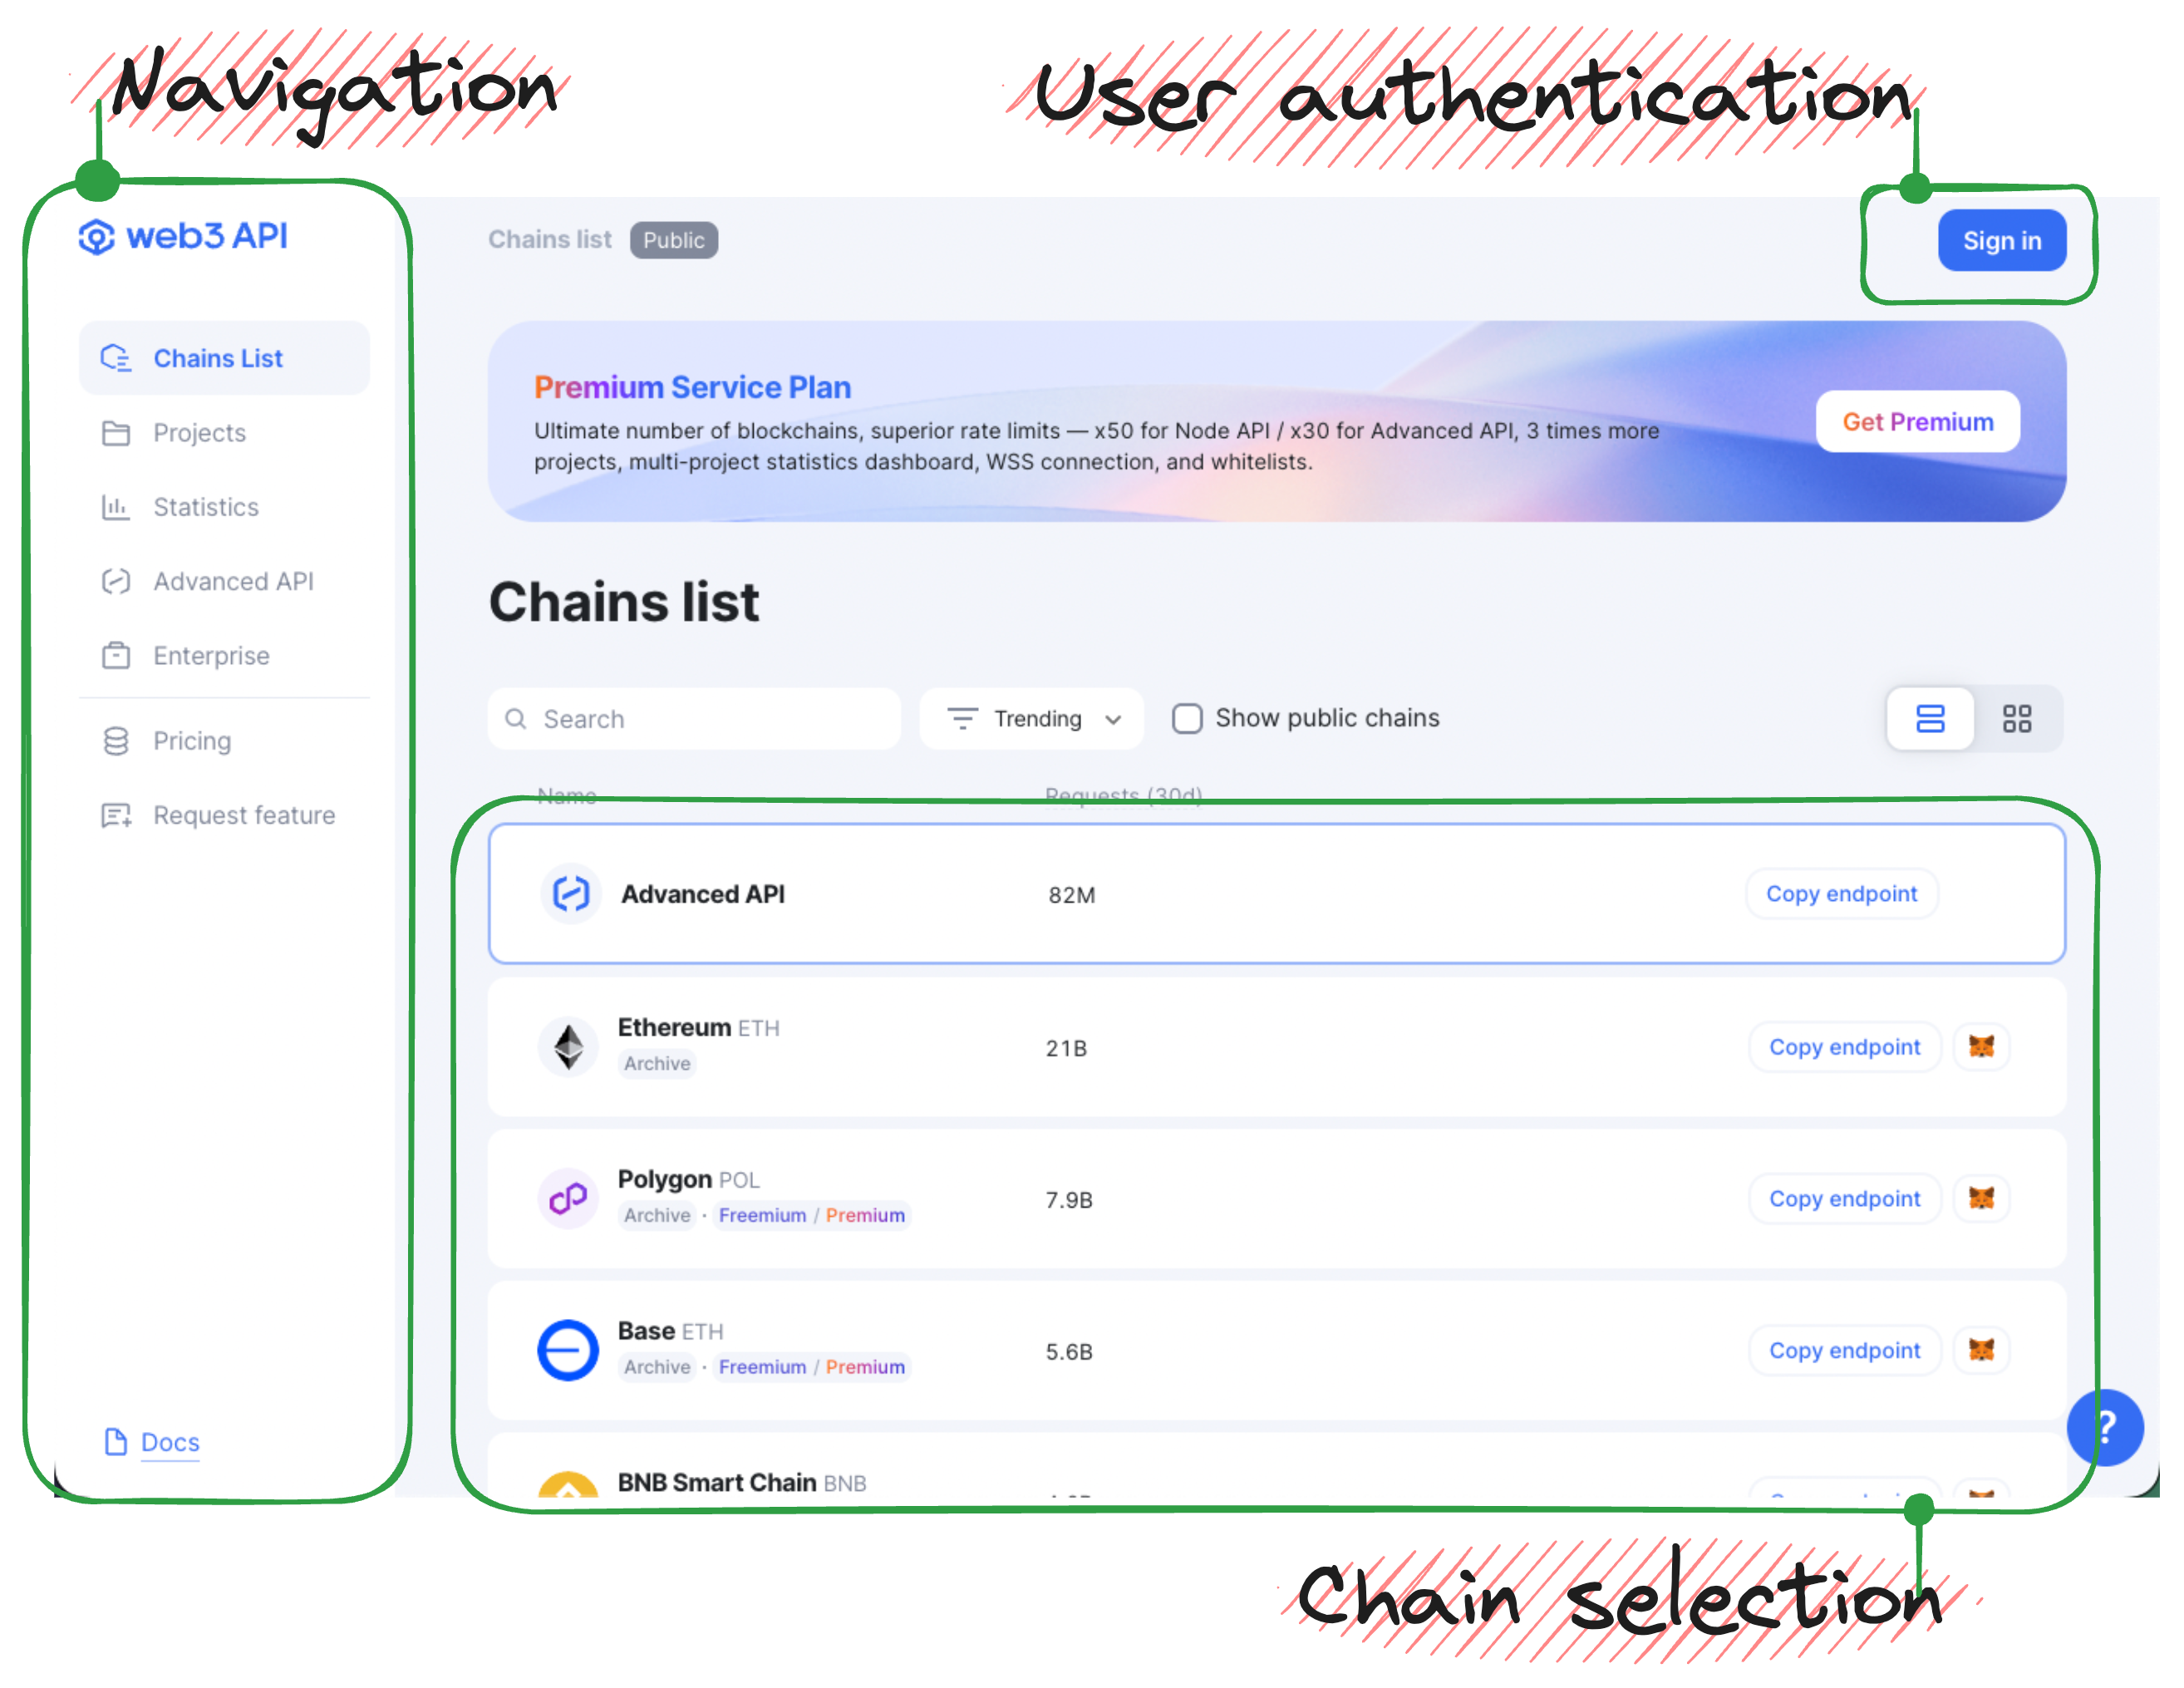 Navigation
User authentication
web3 API
Chains list Public
Sign in
Chains List
Projects
Statistics
Advanced API
Enterprise
Pricing
Request feature
Docs
Premium Service Plan
Ultimate number of blockchains, superior rate limits — x50 for Node API / x30 for Advanced API, 3 times more
projects, multi-project statistics dashboard, WSS connection, and whitelists.
Get Premium
Chains list
Search
Trending
Show public chains
Name Requests (30d)
Advanced API 82M Copy endpoint
Ethereum ETH
Archive
21B Copy endpoint
Polygon POL
Archive · Freemium / Premium
7.9B Copy endpoint
Base ETH
Archive · Freemium / Premium
5.6B Copy endpoint
BNB Smart Chain BNB
?
Chain selection